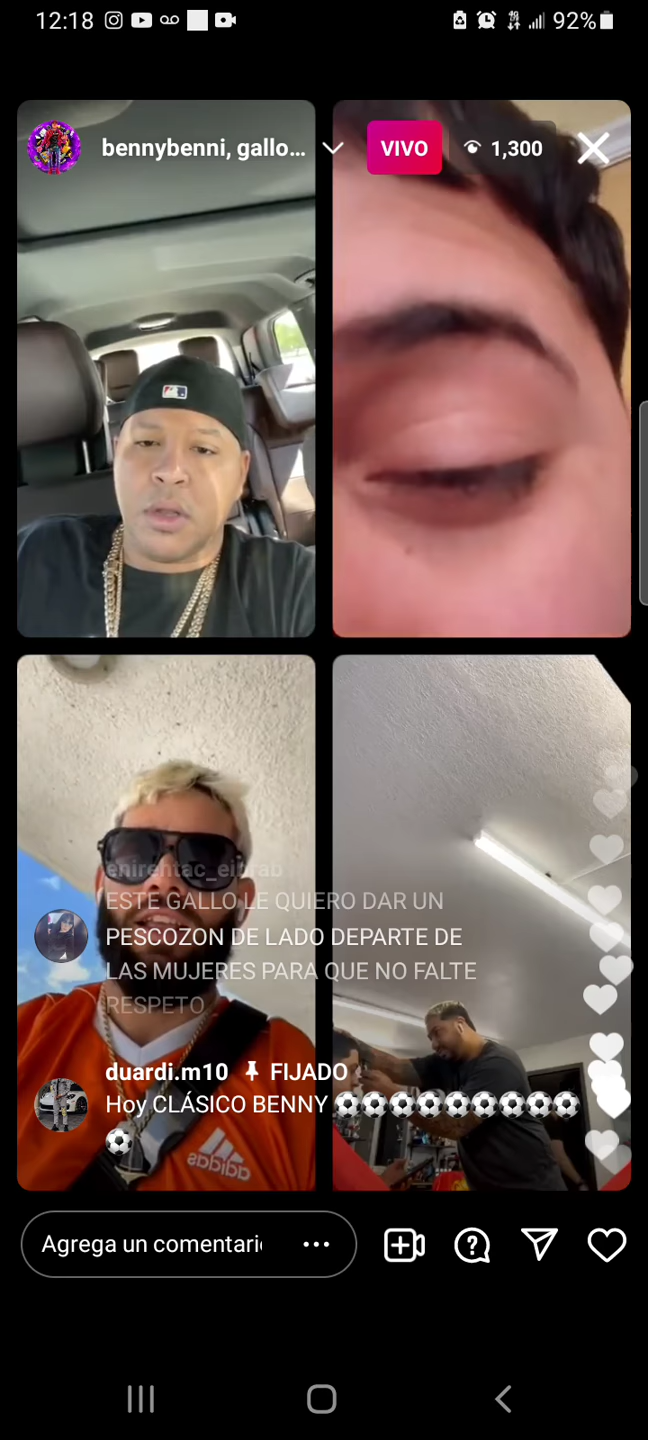 12:18
92%
bennybenni, gallo...
VIVO
1,300
ESTE GALLO LE QUIERO DAR UN
PESCOZON DE LADO DEPARTE DE
LAS MUJERES PARA QUE NO FALTE
RESPETO
duardi.m10 FIJADO
Hoy CLÁSICO BENNY ⚽⚽⚽⚽⚽⚽⚽⚽⚽
⚽
adidas
Agrega un comentari